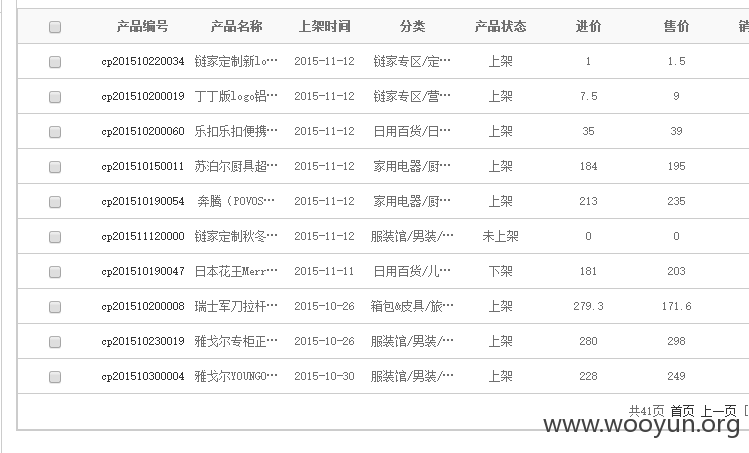 产品编号 产品名称 上架时间 分类 产品状态 进价 售价 销
cp201510220034 链家定制新lo… 2015-11-12 链家专区/定… 上架 1 1.5
cp201510200019 丁丁版logo铝… 2015-11-12 链家专区/营… 上架 7.5 9
cp201510200060 乐扣乐扣便携… 2015-11-12 日用百货/日… 上架 35 39
cp201510150011 苏泊尔厨具超… 2015-11-12 家用电器/厨… 上架 184 195
cp201510190054 奔腾（POVOS… 2015-11-12 家用电器/厨… 上架 213 235
cp201511120000 链家定制秋冬… 2015-11-12 服装馆/男装/… 未上架 0 0
cp201510190047 日本花王Merr… 2015-11-11 日用百货/儿… 下架 181 203
cp201510200008 瑞士军刀拉杆… 2015-10-26 箱包&皮具/旅… 上架 279.3 171.6
cp201510230019 雅戈尔专柜正… 2015-10-26 服装馆/男装/… 上架 280 298
cp201510300004 雅戈尔YOUNGO… 2015-10-30 服装馆/男装/… 上架 228 249
共41页 首页 上一页 [
www.wooyun.org